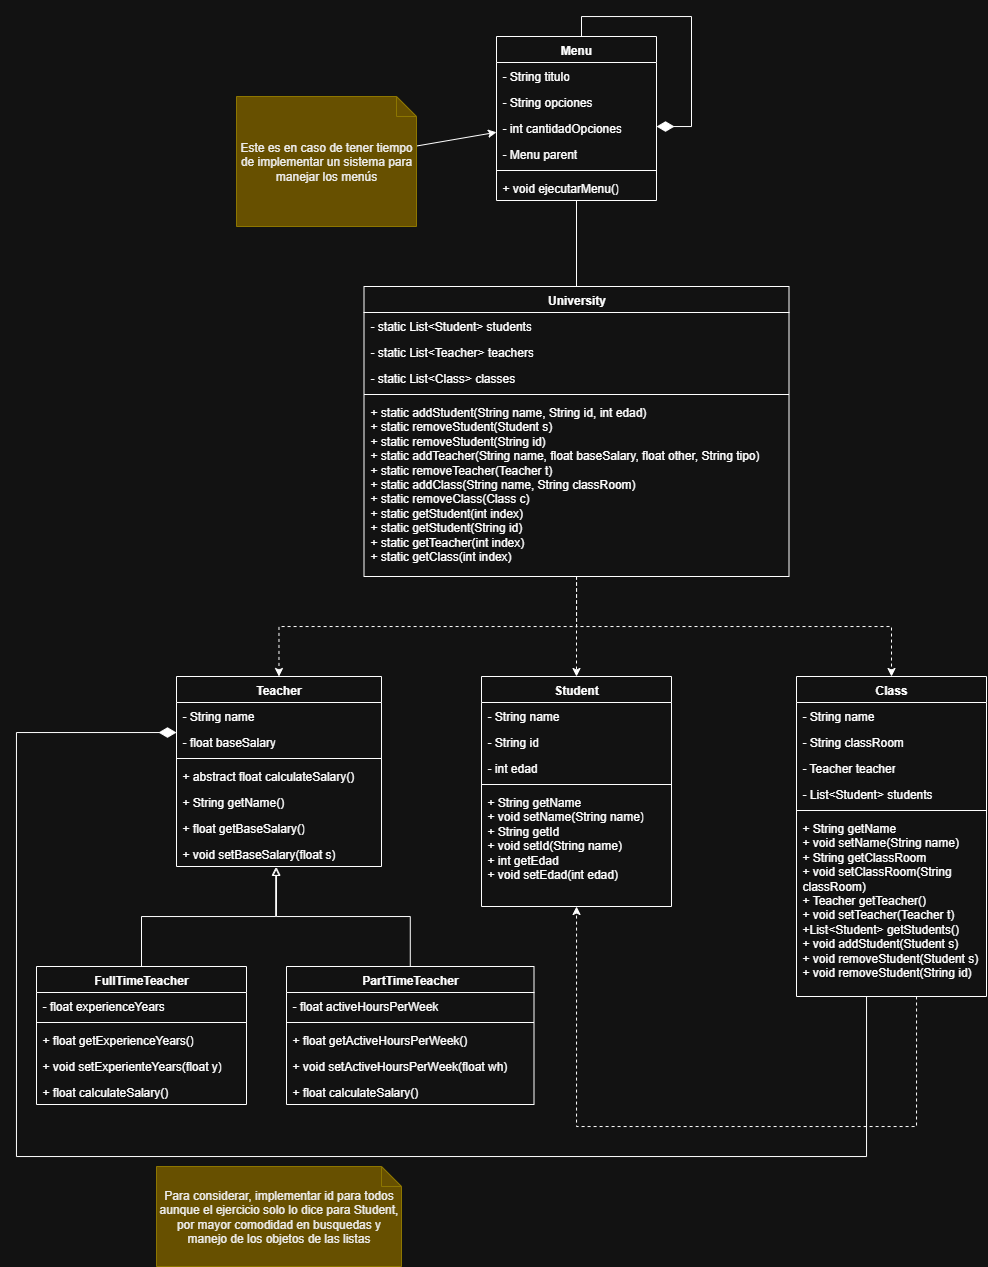 Menu
- String titulo
- String opciones
- int cantidadOpciones
- Menu parent
+ void ejecutarMenu()
Este es en caso de tener tiempo
de implementar un sistema para
manejar los menús
University
- static List<Student> students
- static List<Teacher> teachers
- static List<Class> classes
+ static addStudent(String name, String id, int edad)
+ static removeStudent(Student s)
+ static removeStudent(String id)
+ static addTeacher(String name, float baseSalary, float other, String tipo)
+ static removeTeacher(Teacher t)
+ static addClass(String name, String classRoom)
+ static removeClass(Class c)
+ static getStudent(int index)
+ static getStudent(String id)
+ static getTeacher(int index)
+ static getClass(int index)
Teacher
- String name
- float baseSalary
+ abstract float calculateSalary()
+ String getName()
+ float getBaseSalary()
+ void setBaseSalary(float s)
Student
- String name
- String id
- int edad
+ String getName
+ void setName(String name)
+ String getId
+ void setId(String name)
+ int getEdad
+ void setEdad(int edad)
Class
- String name
- String classRoom
- Teacher teacher
- List<Student> students
+ String getName
+ void setName(String name)
+ String getClassRoom
+ void setClassRoom(String
classRoom)
+ Teacher getTeacher()
+ void setTeacher(Teacher t)
+List<Student> getStudents()
+ void addStudent(Student s)
+ void removeStudent(Student s)
+ void removeStudent(String id)
FullTimeTeacher
- float experienceYears
+ float getExperienceYears()
+ void setExperienteYears(float y)
+ float calculateSalary()
PartTimeTeacher
- float activeHoursPerWeek
+ float getActiveHoursPerWeek()
+ void setActiveHoursPerWeek(float wh)
+ float calculateSalary()
Para considerar, implementar id para todos
aunque el ejercicio solo lo dice para Student,
por mayor comodidad en busquedas y
manejo de los objetos de las listas